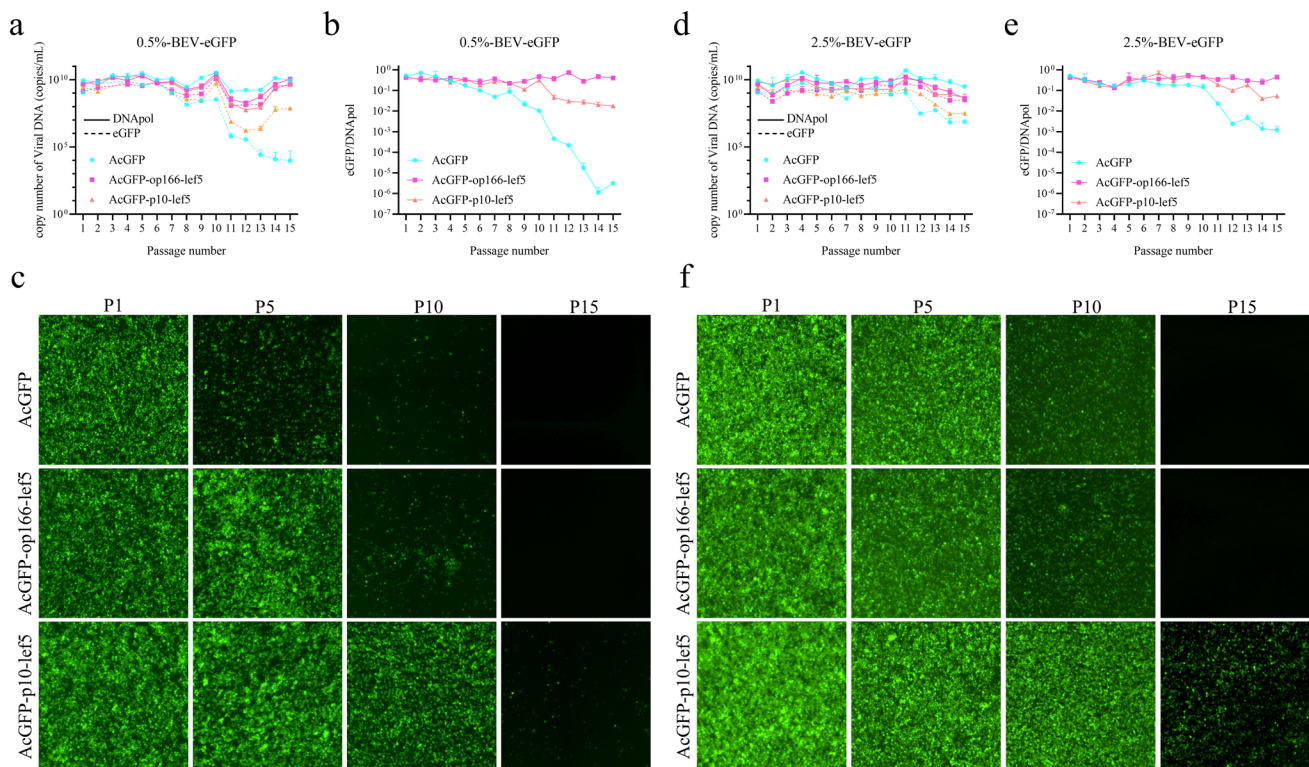 a
0.5%-BEV-eGFP
copy number of Viral DNA (copies/mL)
10^10
10^5
10^0
DNApol
eGFP
AcGFP
AcGFP-op166-lef5
AcGFP-p10-lef5
1 2 3 4 5 6 7 8 9 10 11 12 13 14 15
Passage number
b
0.5%-BEV-eGFP
eGFP/DNApol
10^0
10^-1
10^-2
10^-3
10^-4
10^-5
10^-6
10^-7
AcGFP
AcGFP-op166-lef5
AcGFP-p10-lef5
1 2 3 4 5 6 7 8 9 10 11 12 13 14 15
Passage number
d
2.5%-BEV-eGFP
copy number of Viral DNA (copies/mL)
10^10
10^5
10^0
DNApol
eGFP
AcGFP
AcGFP-op166-lef5
AcGFP-p10-lef5
1 2 3 4 5 6 7 8 9 10 11 12 13 14 15
Passage number
e
2.5%-BEV-eGFP
eGFP/DNApol
10^0
10^-1
10^-2
10^-3
10^-4
10^-5
10^-6
10^-7
AcGFP
AcGFP-op166-lef5
AcGFP-p10-lef5
1 2 3 4 5 6 7 8 9 10 11 12 13 14 15
Passage number
c
P1 P5 P10 P15
AcGFP
AcGFP-op166-lef5
AcGFP-p10-lef5
f
P1 P5 P10 P15
AcGFP
AcGFP-op166-lef5
AcGFP-p10-lef5